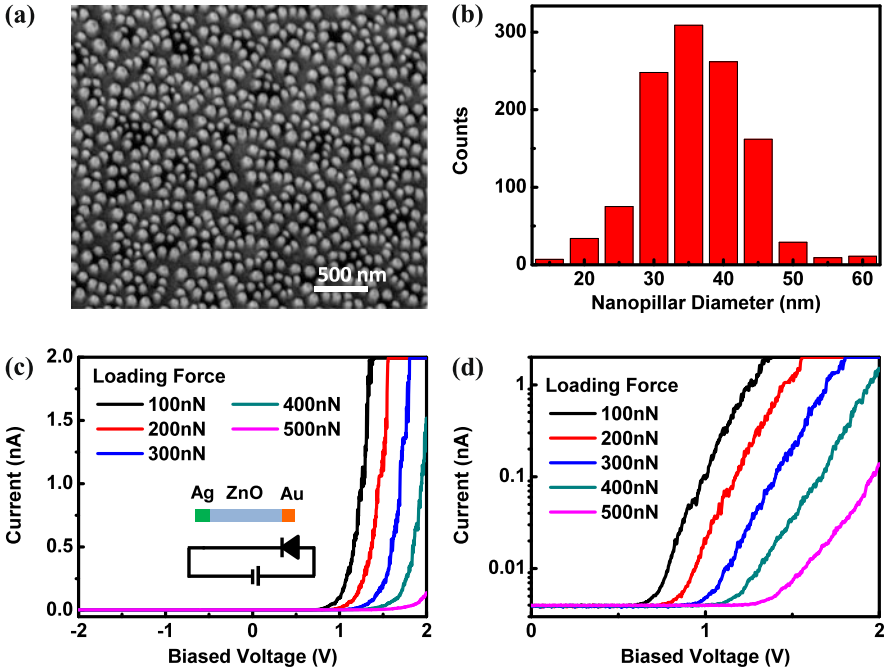 (a)
500 nm
(b)
300
200
100
0
Counts
20 30 40 50 60
Nanopillar Diameter (nm)
(c)
2.0
1.5
1.0
0.5
0.0
Current (nA)
Loading Force
100nN
200nN
300nN
400nN
500nN
Ag ZnO Au
-2 -1 0 1 2
Biased Voltage (V)
(d)
1
0.1
0.01
Current (nA)
Loading Force
100nN
200nN
300nN
400nN
500nN
0 1 2
Biased Voltage (V)